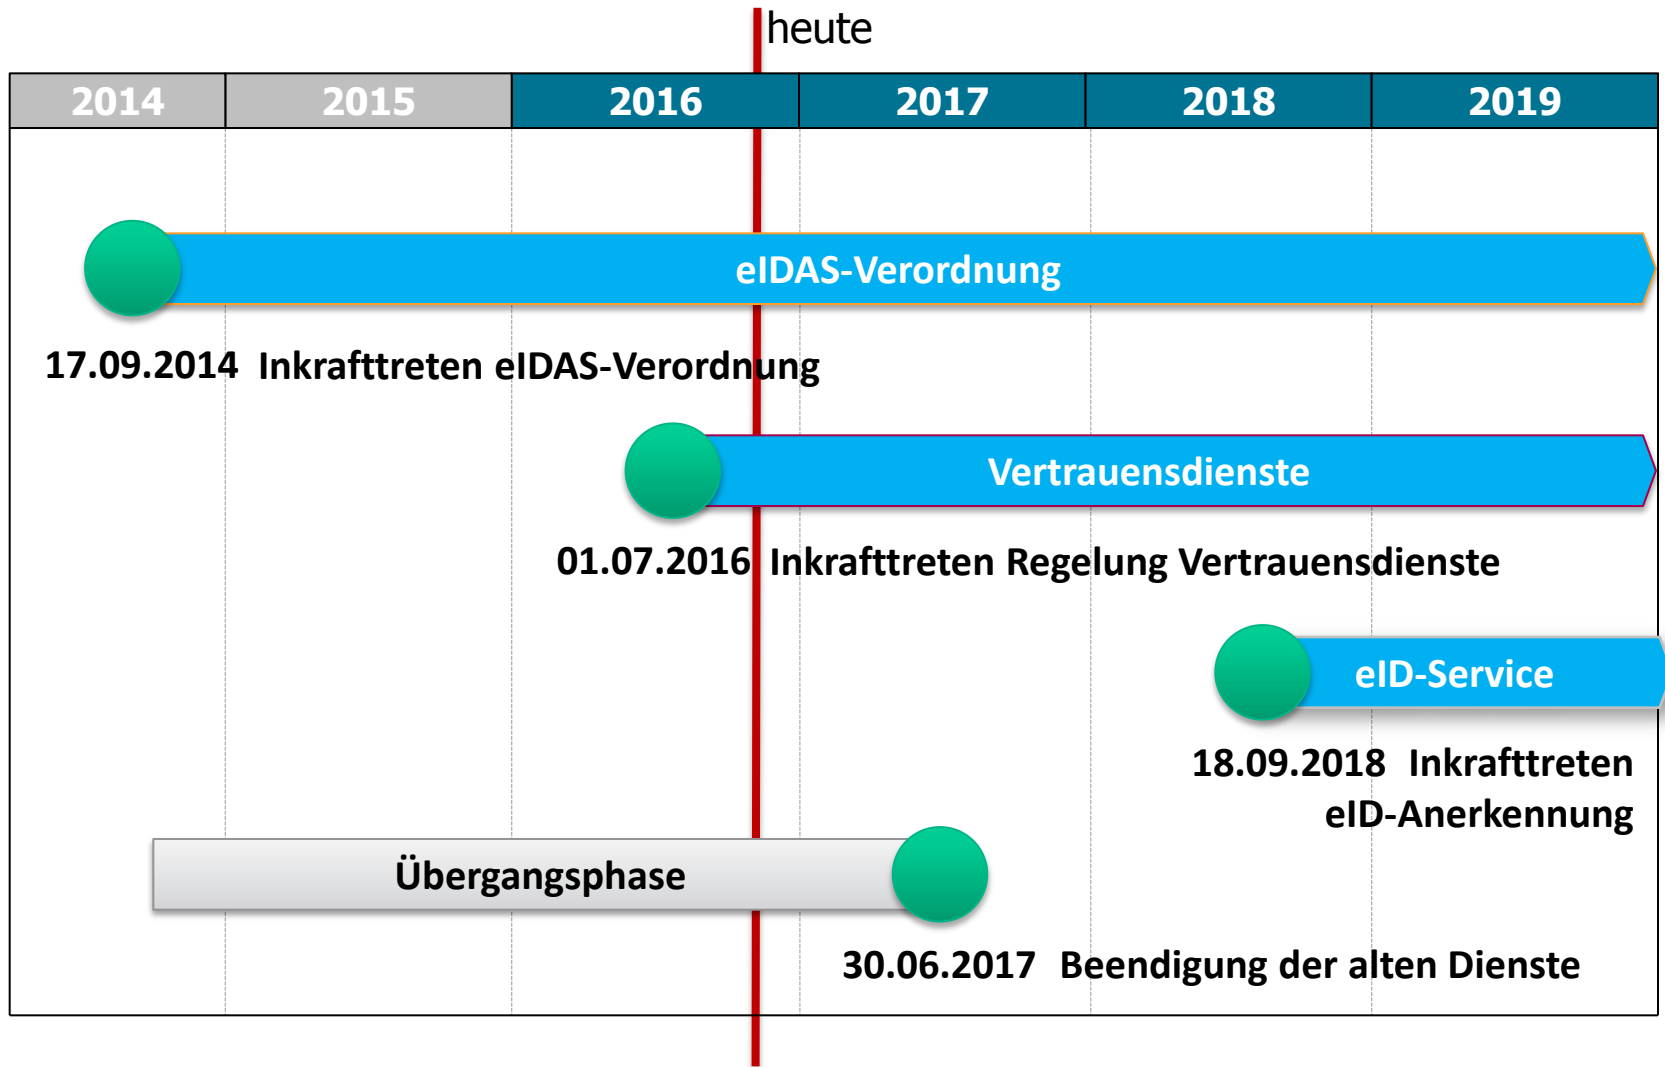 heute
2014 2015 2016 2017 2018 2019
eIDAS-Verordnung
17.09.2014 Inkrafttreten eIDAS-Verordnung
Vertrauensdienste
01.07.2016 Inkrafttreten Regelung Vertrauensdienste
eID-Service
18.09.2018 Inkrafttreten
eID-Anerkennung
Übergangsphase
30.06.2017 Beendigung der alten Dienste